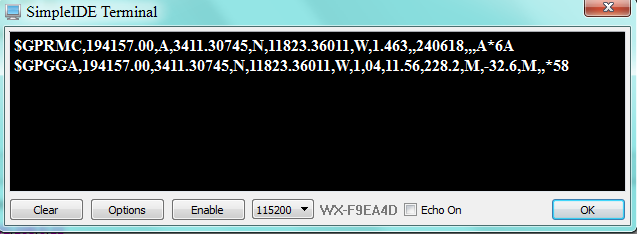 SimpleIDE Terminal
$GPRMC,194157.00,A,3411.30745,N,11823.36011,W,1.463,,240618,,,A*6A
$GPGGA,194157.00,3411.30745,N,11823.36011,W,1,04,11.56,228.2,M,-32.6,M,,*58
Clear Options Enable 115200 WX-F9EA4D Echo On OK